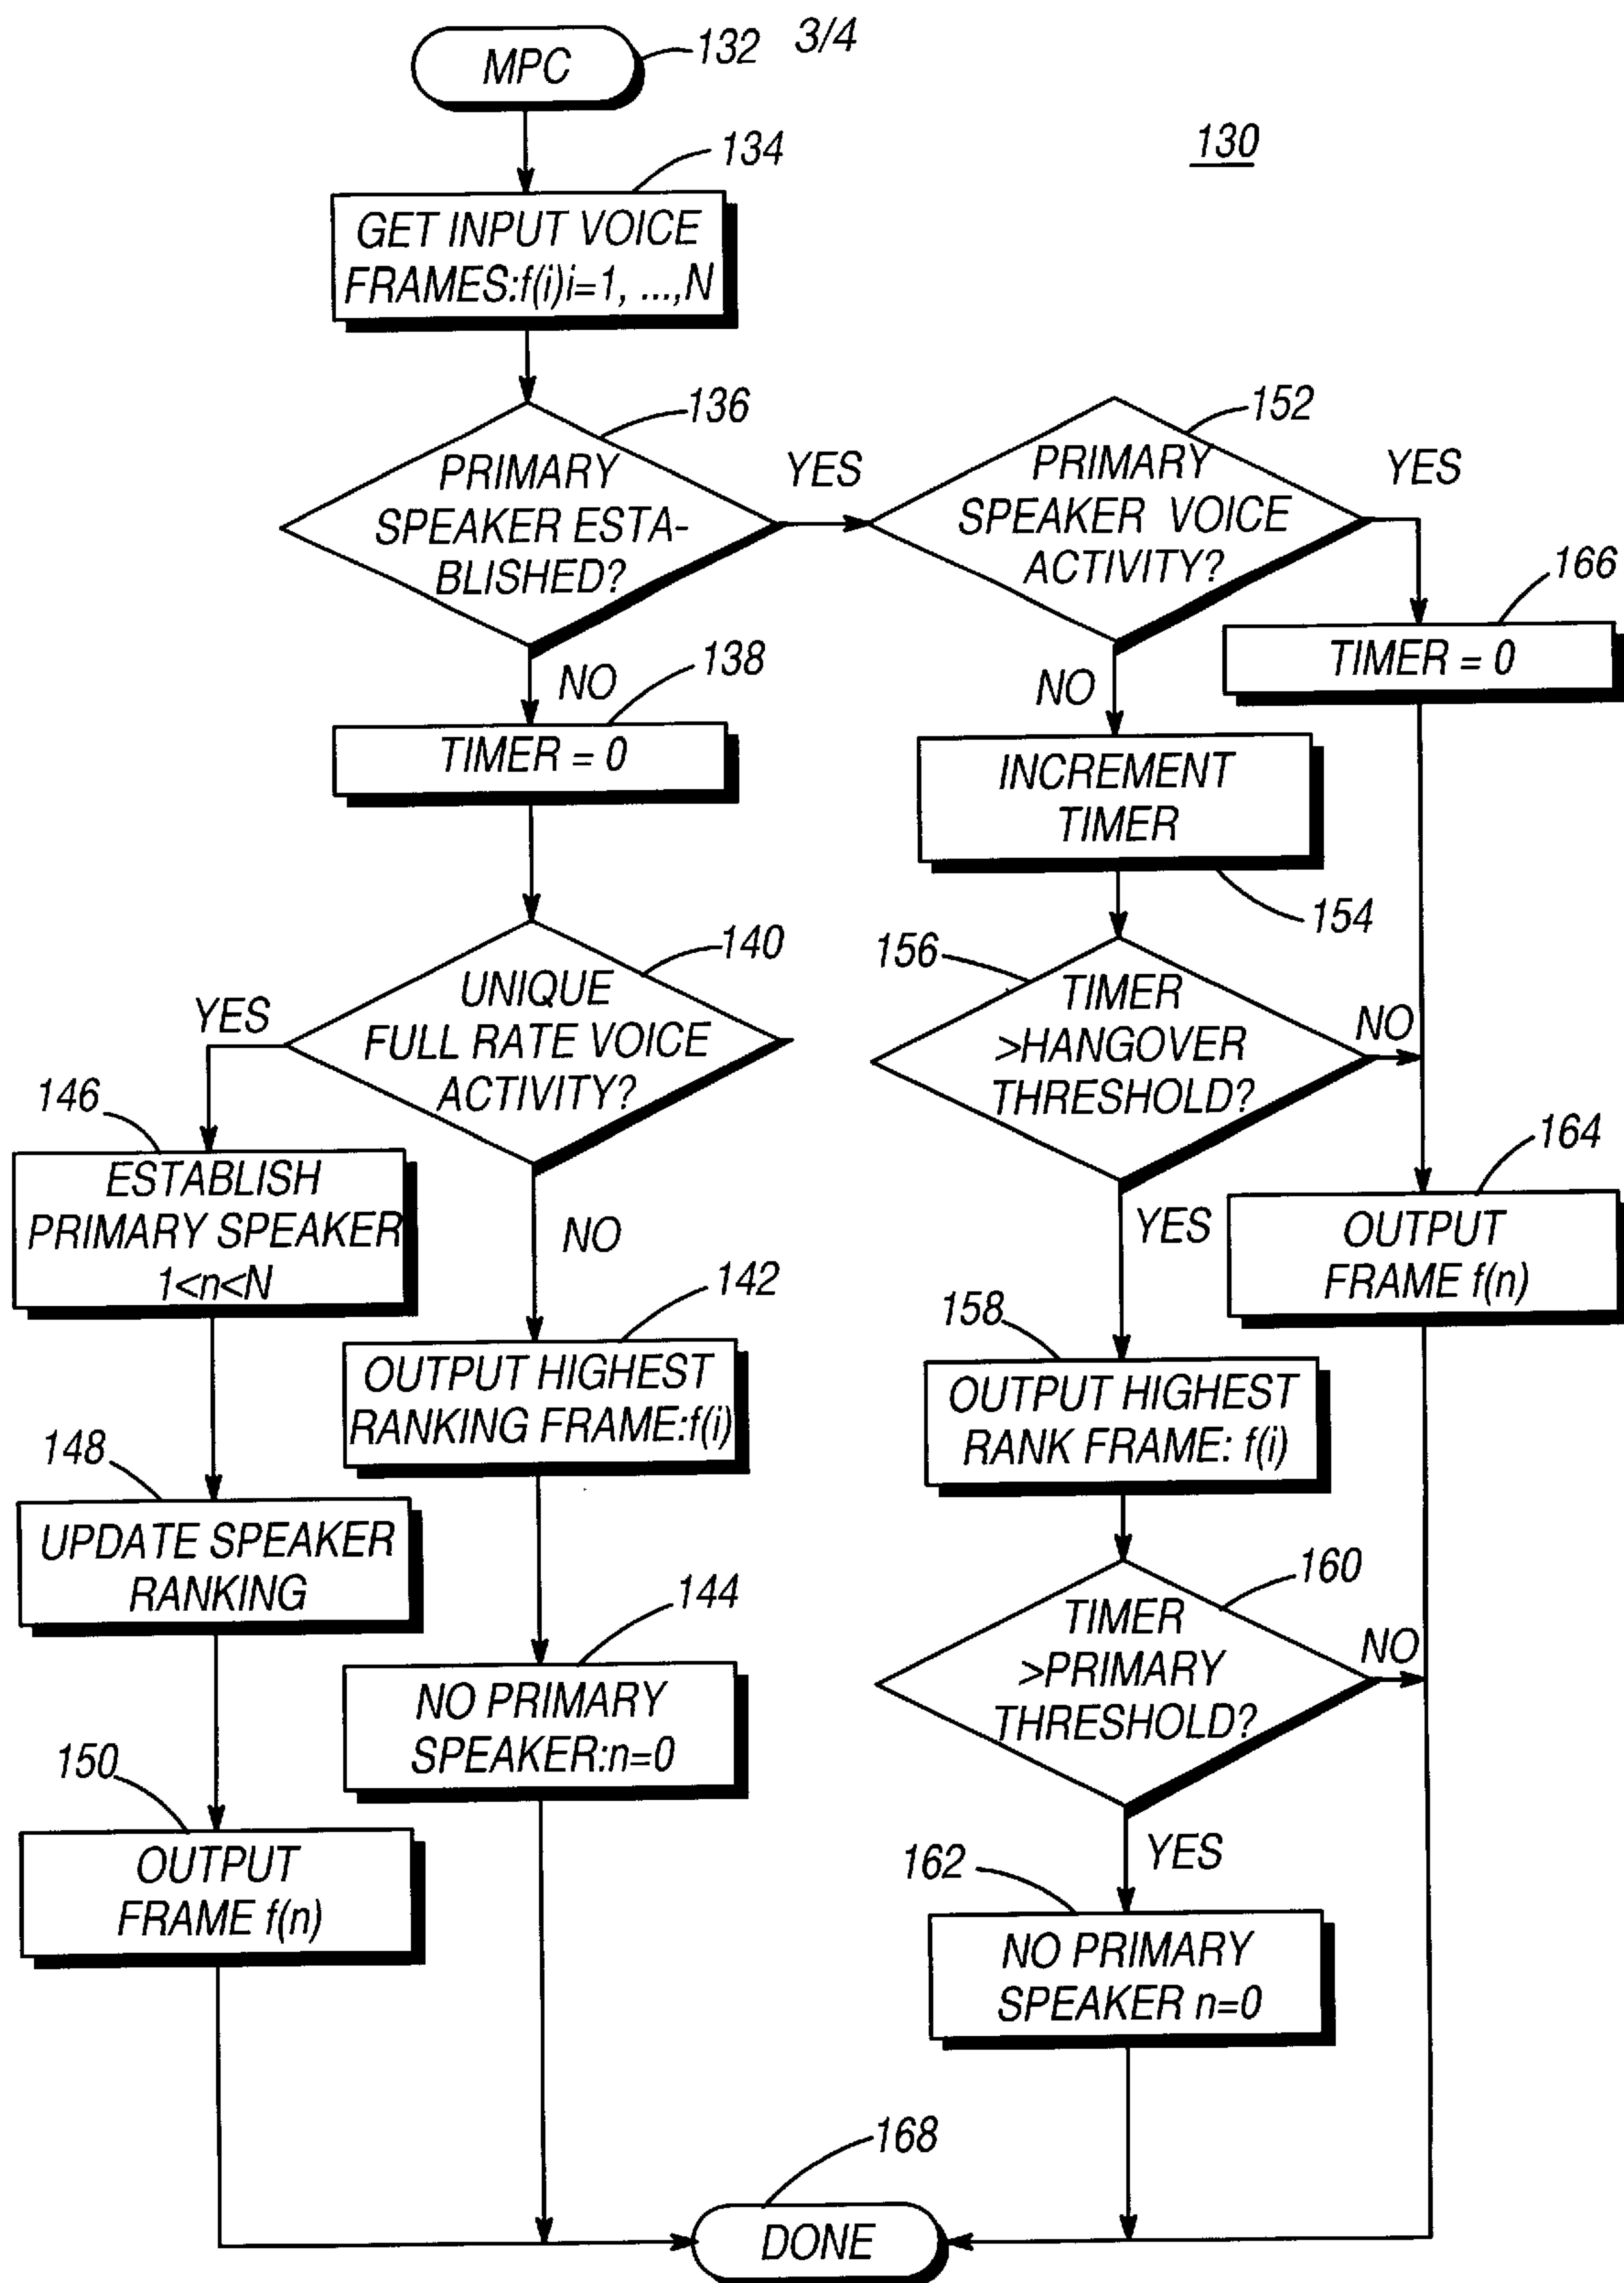 3/4
130
MPC
132
134
GET INPUT VOICE
FRAMES:f(i)i=1, ...,N
136
PRIMARY
SPEAKER ESTA-
BLISHED?
YES
NO
152
PRIMARY
SPEAKER VOICE
ACTIVITY?
YES
NO
166
TIMER = 0
138
TIMER = 0
INCREMENT
TIMER
154
140
UNIQUE
FULL RATE VOICE
ACTIVITY?
YES
NO
156
TIMER
>HANGOVER
THRESHOLD?
NO
YES
146
ESTABLISH
PRIMARY SPEAKER
1<n<N
164
OUTPUT
FRAME f(n)
142
OUTPUT HIGHEST
RANKING FRAME:f(i)
158
OUTPUT HIGHEST
RANK FRAME: f(i)
148
UPDATE SPEAKER
RANKING
144
NO PRIMARY
SPEAKER:n=0
160
TIMER
>PRIMARY
THRESHOLD?
NO
YES
150
OUTPUT
FRAME f(n)
162
NO PRIMARY
SPEAKER n=0
168
DONE